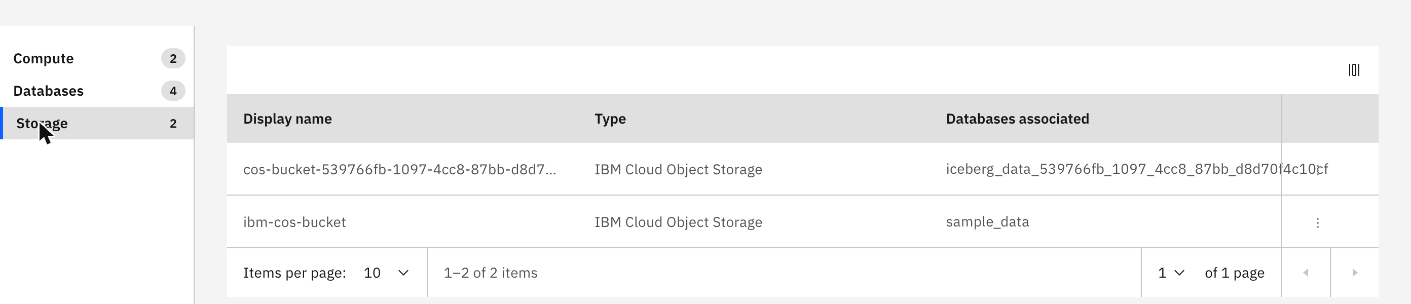 Compute 2
Databases 4
Storage 2
Display name Type Databases associated
cos-bucket-539766fb-1097-4cc8-87bb-d8d7... IBM Cloud Object Storage iceberg_data_539766fb_1097_4cc8_87bb_d8d70f4c10cf
ibm-cos-bucket IBM Cloud Object Storage sample_data
Items per page: 10 1–2 of 2 items 1 of 1 page